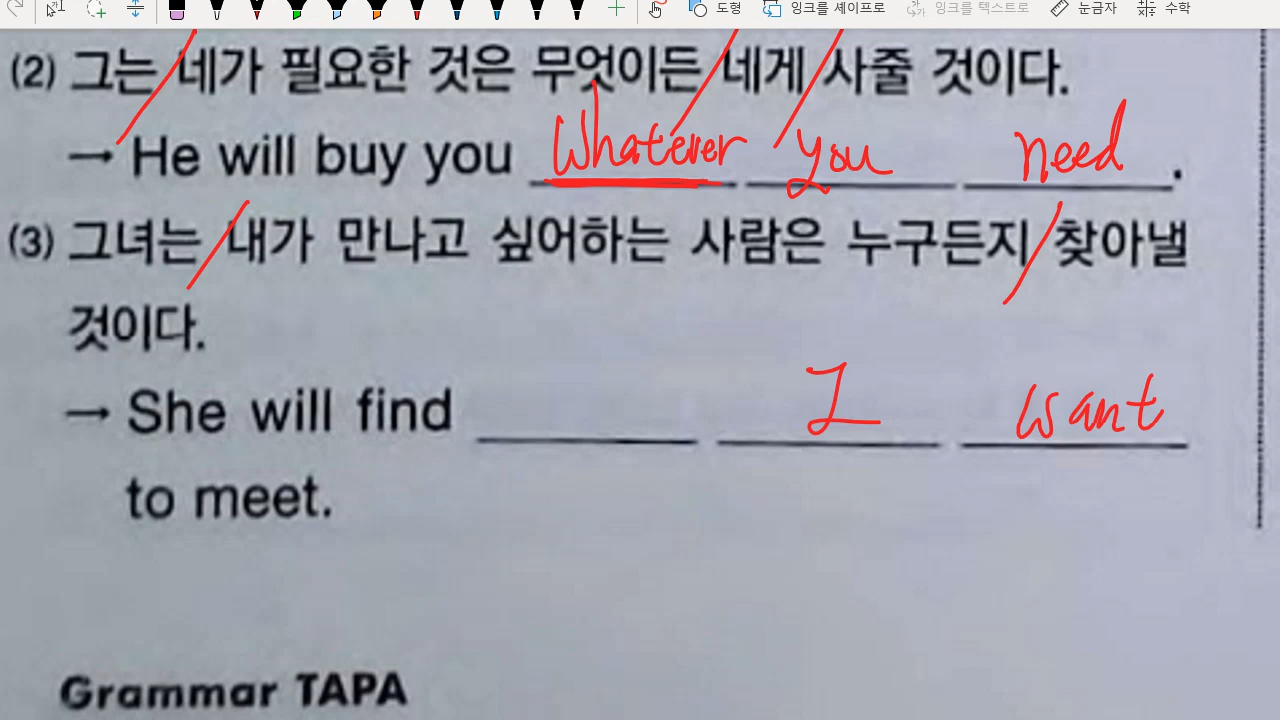 도형 잉크를 셰이프로 잉크를 텍스트로 눈금자 수학
(2) 그는 네가 필요한 것은 무엇이든 네게 사줄 것이다.
→ He will buy you Whatever you need.
(3) 그녀는 내가 만나고 싶어하는 사람은 누구든지 찾아낼
것이다.
→ She will find ______ I want
to meet.
Grammar TAPA